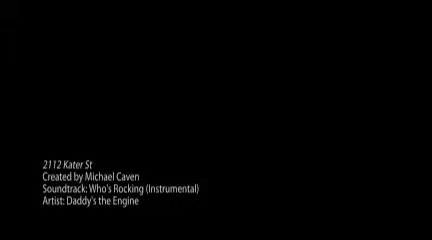 2112 Kater St
Created by Michael Caven
Soundtrack: Who's Rocking (Instrumental)
Artist: Daddy's the Engine